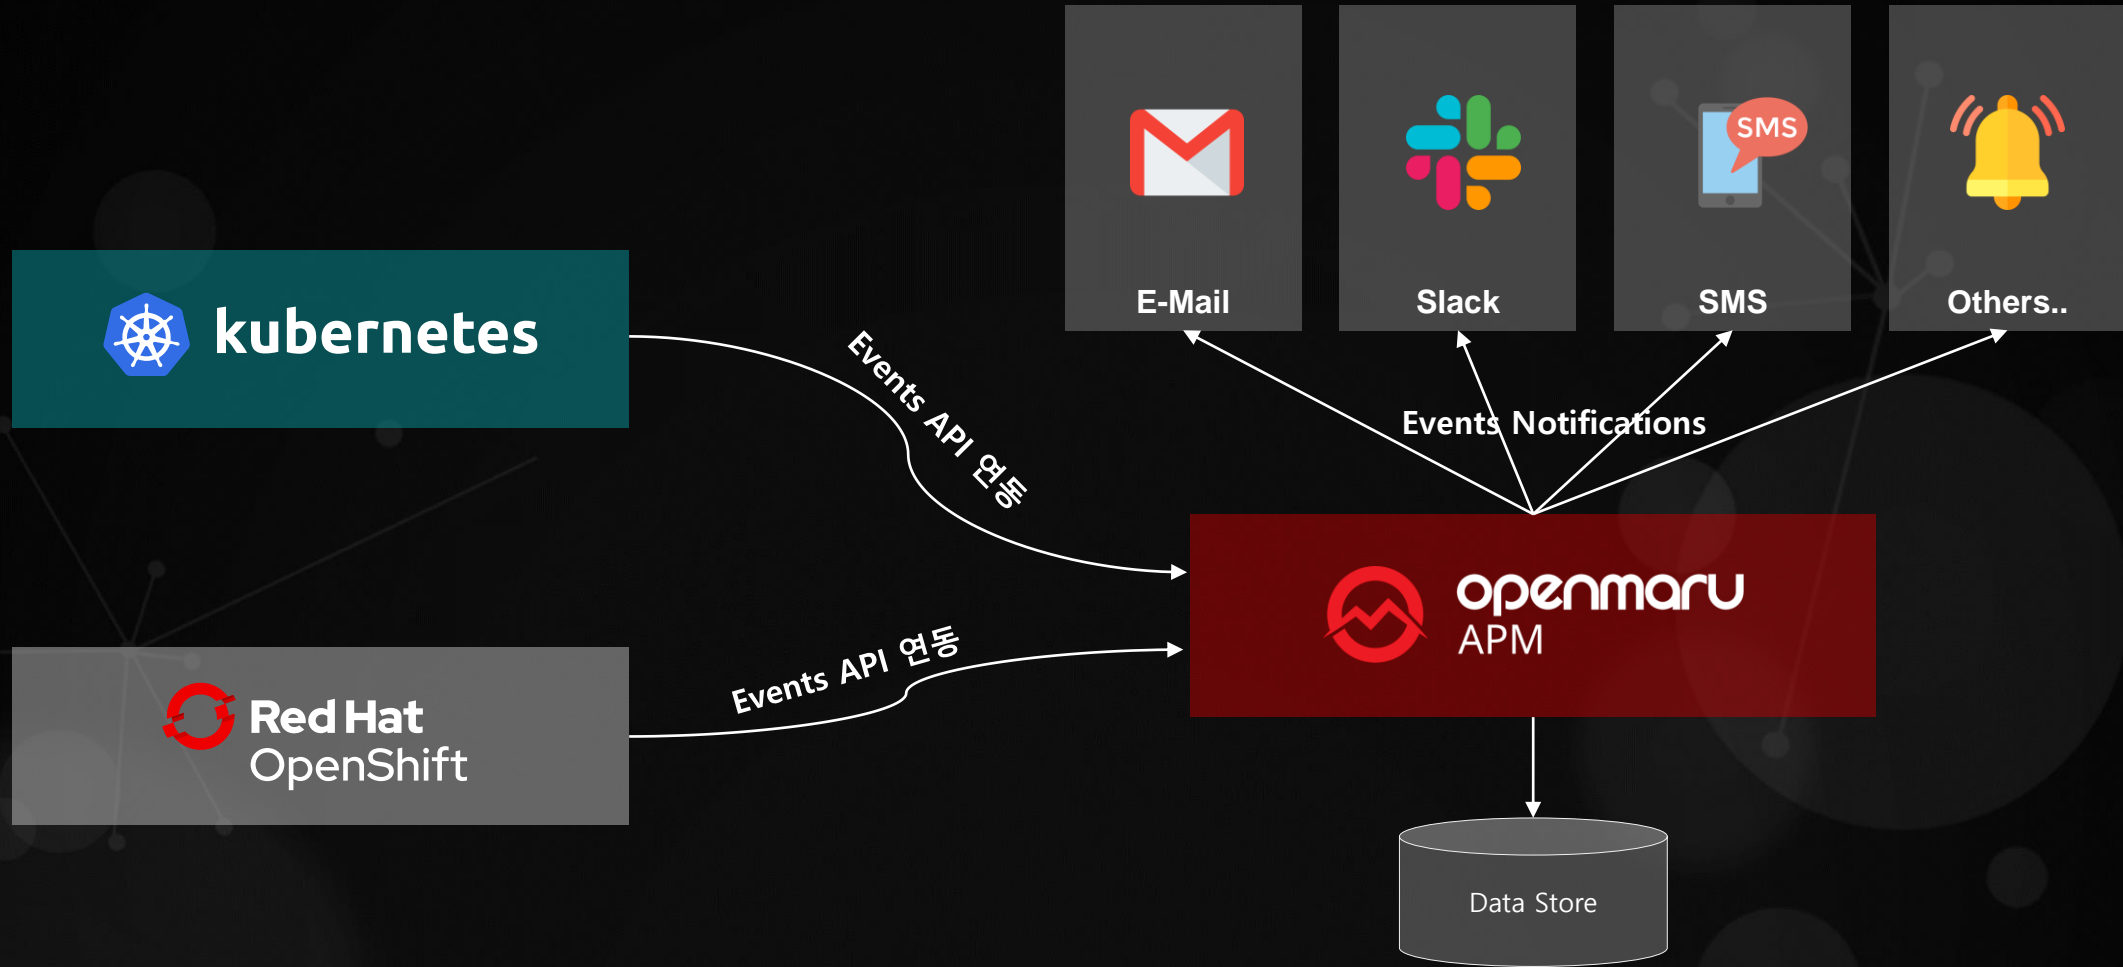 SMS
E-Mail
Slack
SMS
Others..
kubernetes
Events API 연동
Events Notifications
openmaru
APM
Events API 연동
Red Hat
OpenShift
Data Store